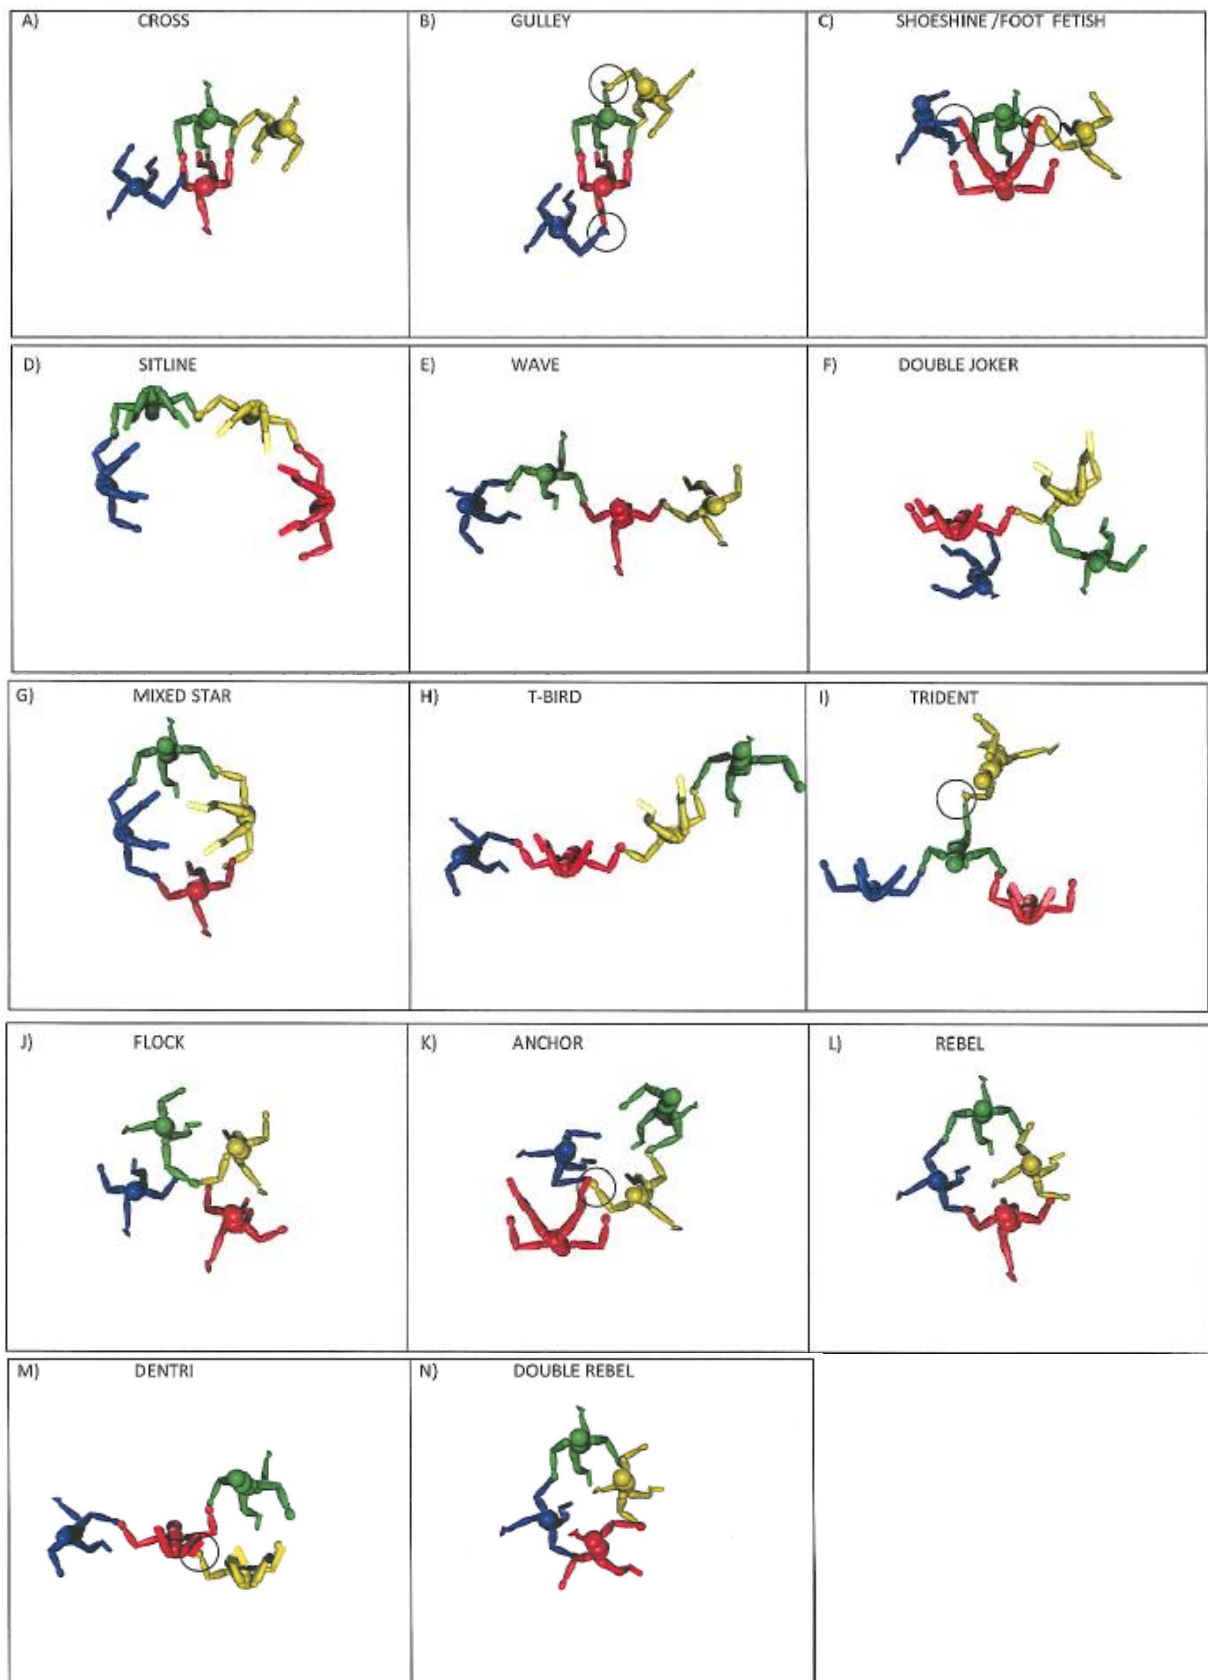 A) CROSS
B) GULLEY
C) SHOESHINE /FOOT FETISH
D) SITLINE
E) WAVE
F) DOUBLE JOKER
G) MIXED STAR
H) T-BIRD
I) TRIDENT
J) FLOCK
K) ANCHOR
L) REBEL
M) DENTRI
N) DOUBLE REBEL